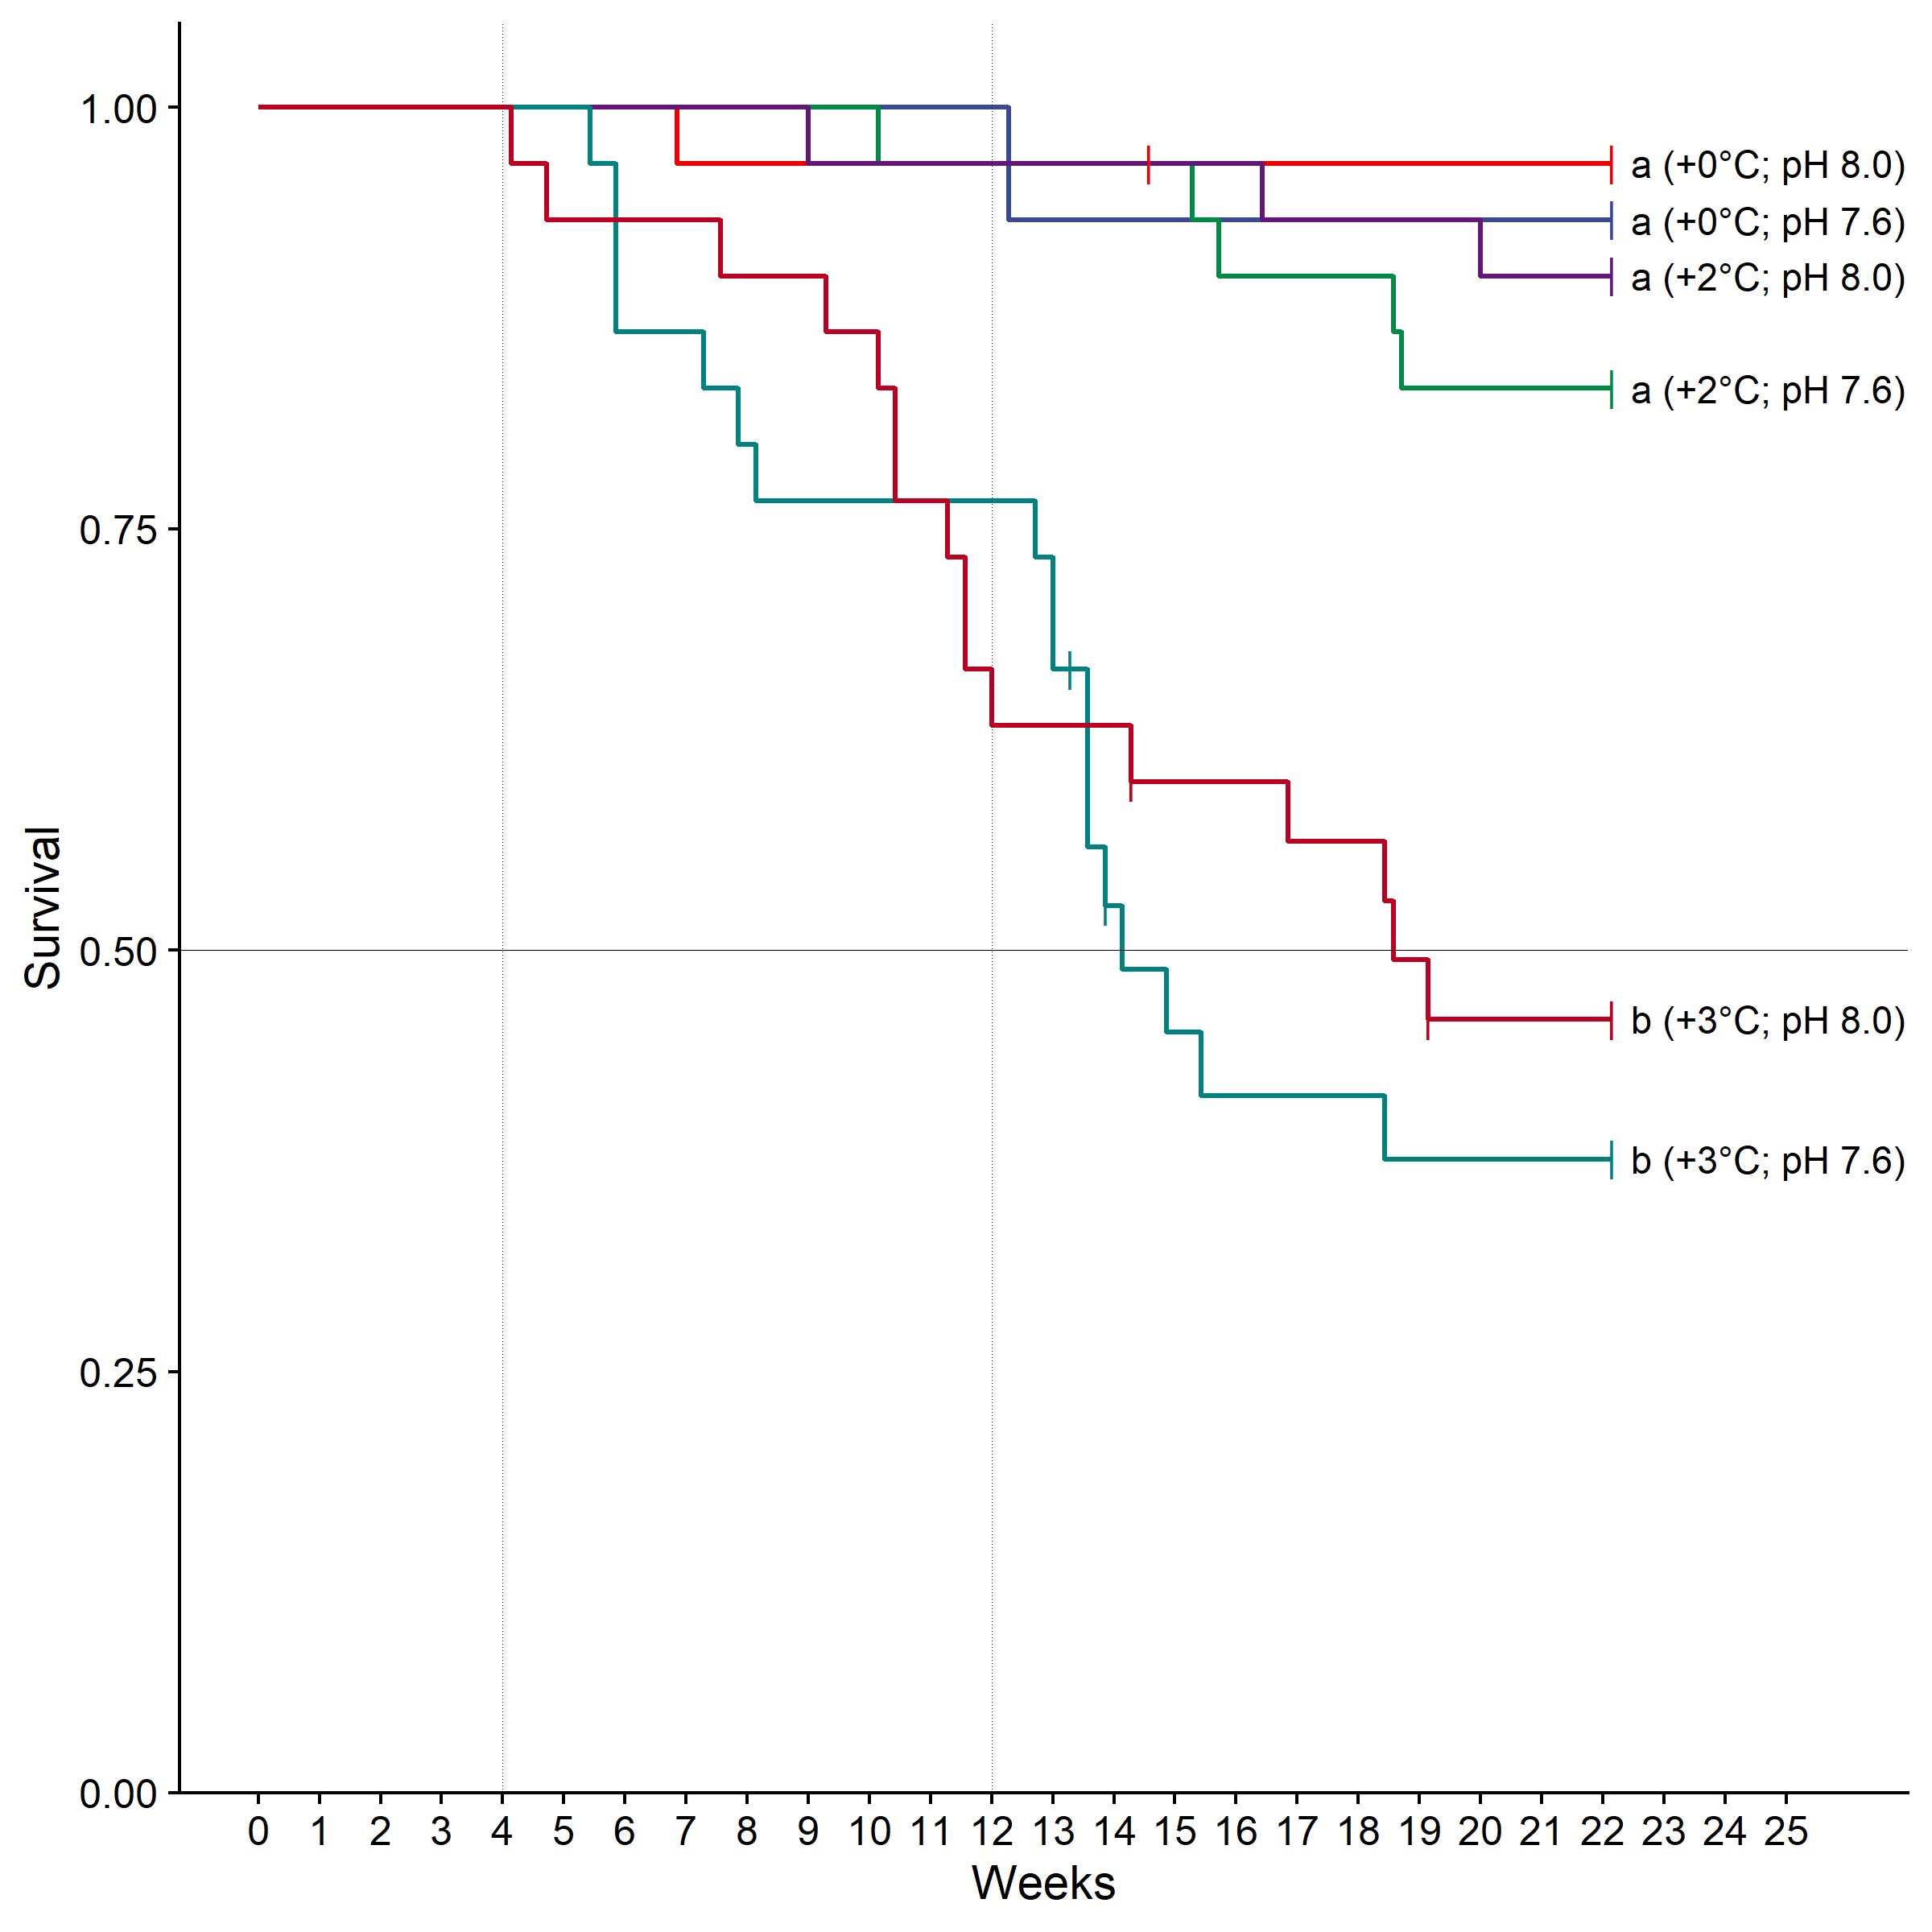 1.00
a (+0°C; pH 8.0)
a (+0°C; pH 7.6)
a (+2°C; pH 8.0)
a (+2°C; pH 7.6)
0.75
Survival
0.50
b (+3°C; pH 8.0)
b (+3°C; pH 7.6)
0.25
0.00
0 1 2 3 4 5 6 7 8 9 10 11 12 13 14 15 16 17 18 19 20 21 22 23 24 25
Weeks